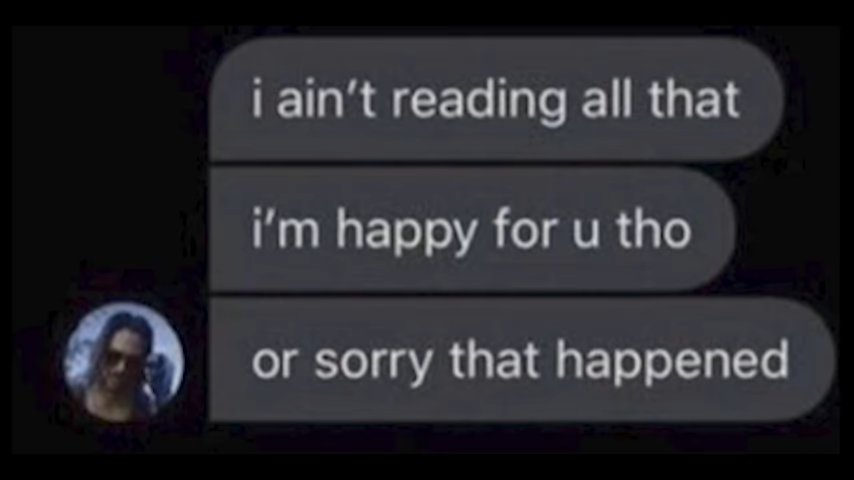 i ain’t reading all that
i’m happy for u tho
or sorry that happened